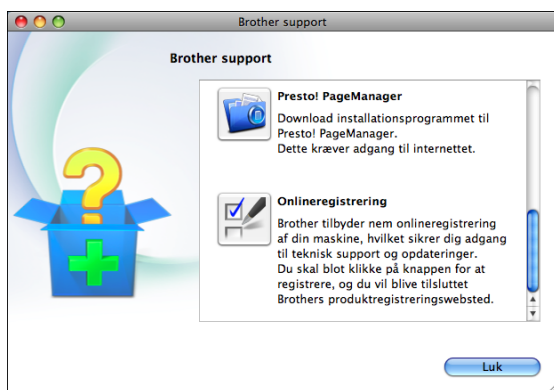 Brother support
Brother support
Presto! PageManager
Download installationsprogrammet til
Presto! PageManager.
Dette kræver adgang til internettet.
Onlineregistrering
Brother tilbyder nem onlineregistrering
af din maskine, hvilket sikrer dig adgang
til teknisk support og opdateringer.
Du skal blot klikke på knappen for at
registrere, og du vil blive tilsluttet
Brothers produktregistreringswebsted.
Luk